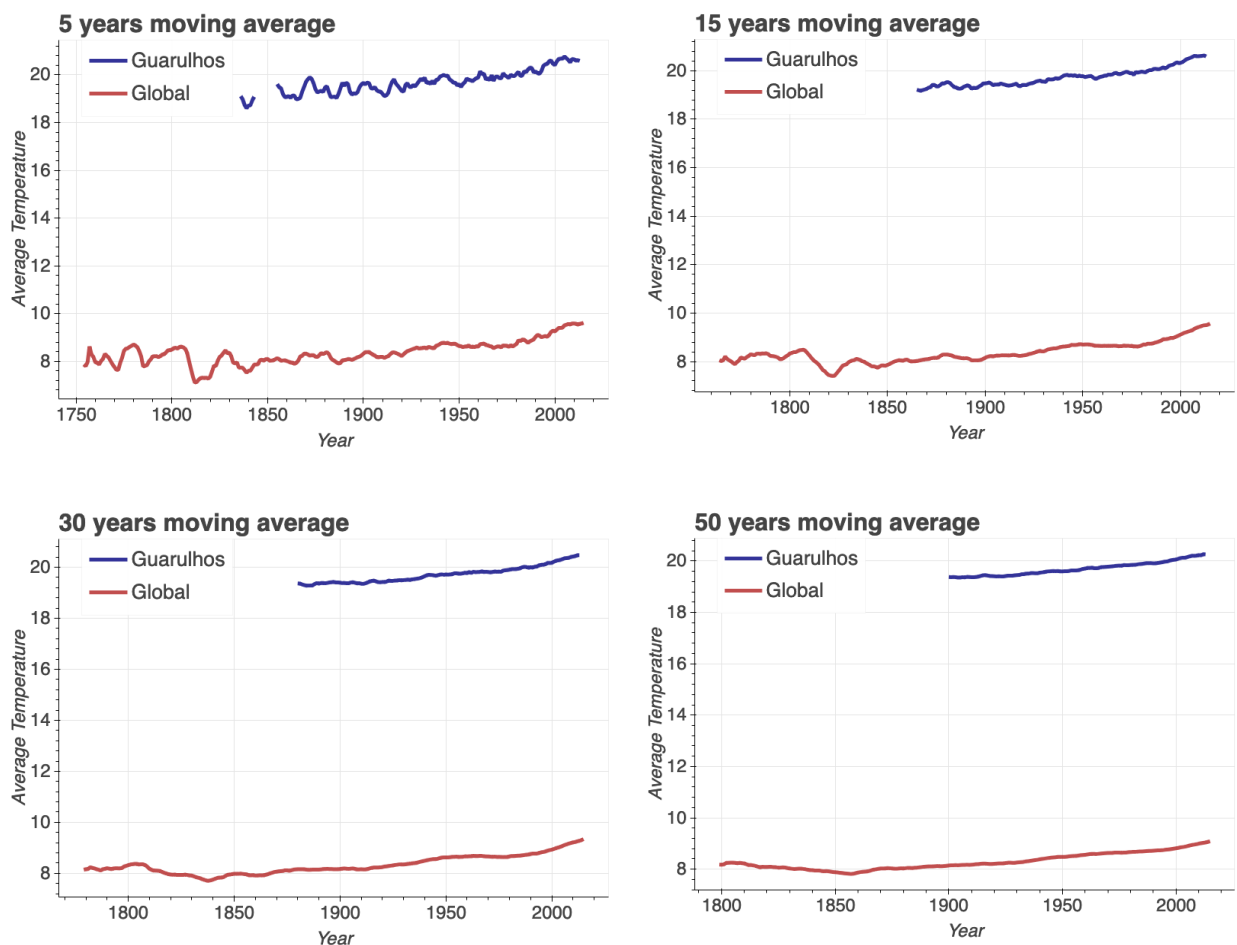 5 years moving average
Guarulhos
Global
20
18
16
14
12
10
8
Average Temperature
1750 1800 1850 1900 1950 2000
Year
15 years moving average
Guarulhos
Global
20
18
16
14
12
10
8
Average Temperature
1800 1850 1900 1950 2000
Year
30 years moving average
Guarulhos
Global
20
18
16
14
12
10
8
Average Temperature
1800 1850 1900 1950 2000
Year
50 years moving average
Guarulhos
Global
20
18
16
14
12
10
8
Average Temperature
1800 1850 1900 1950 2000
Year